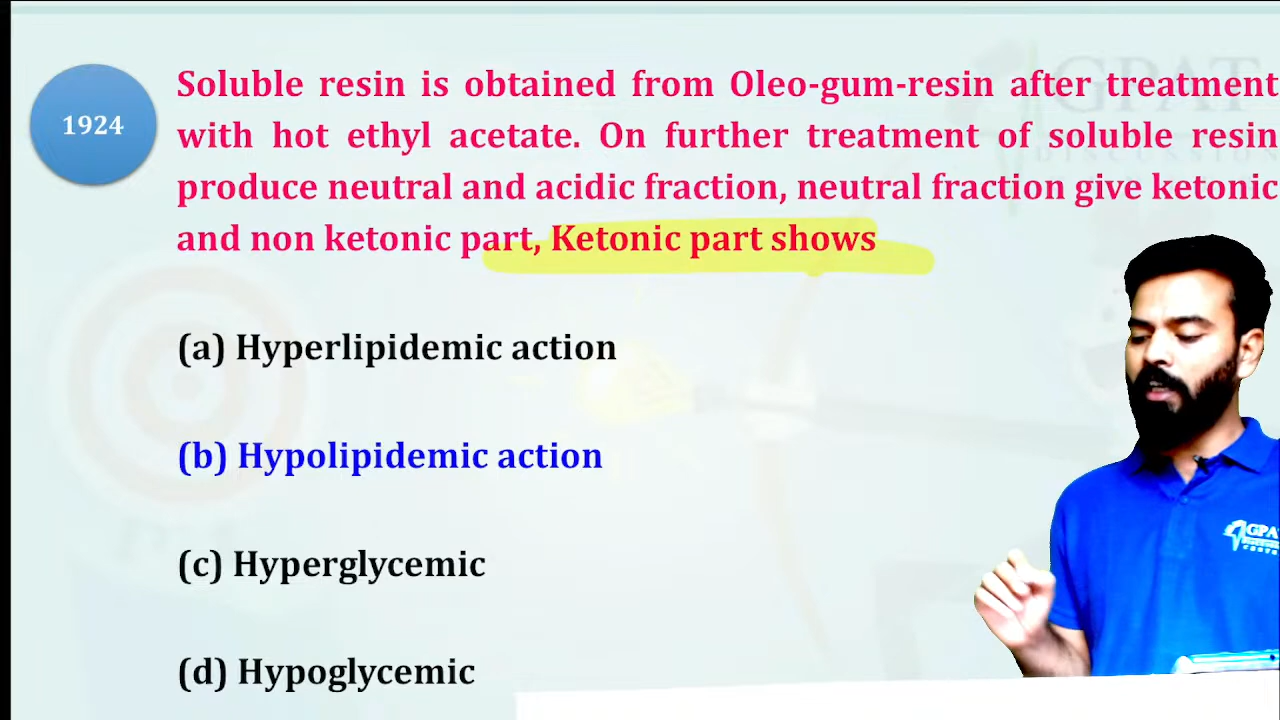 1924
Soluble resin is obtained from Oleo-gum-resin after treatment
with hot ethyl acetate. On further treatment of soluble resin
produce neutral and acidic fraction, neutral fraction give ketonic
and non ketonic part, Ketonic part shows
(a) Hyperlipidemic action
(b) Hypolipidemic action
(c) Hyperglycemic
(d) Hypoglycemic
GPAT